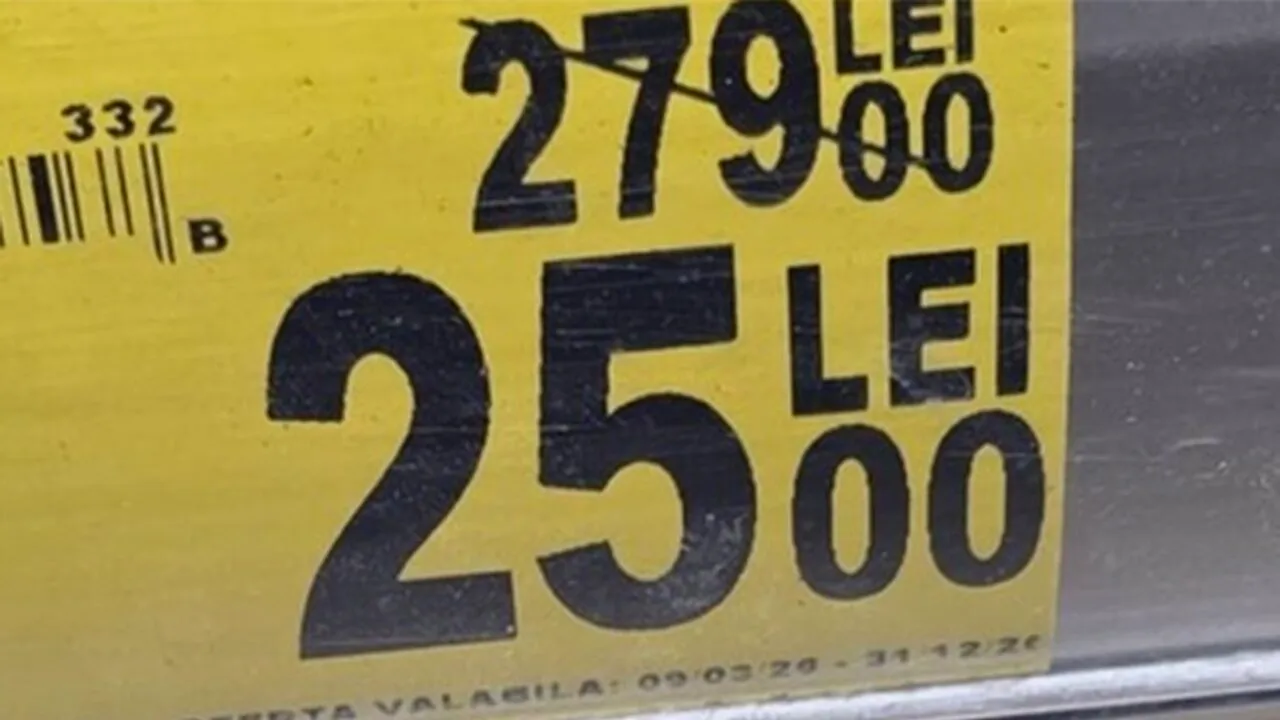 279 LEI 00
332
B
25 LEI 00
OFERTA VALABILA: 09/03/26 - 31/12/26